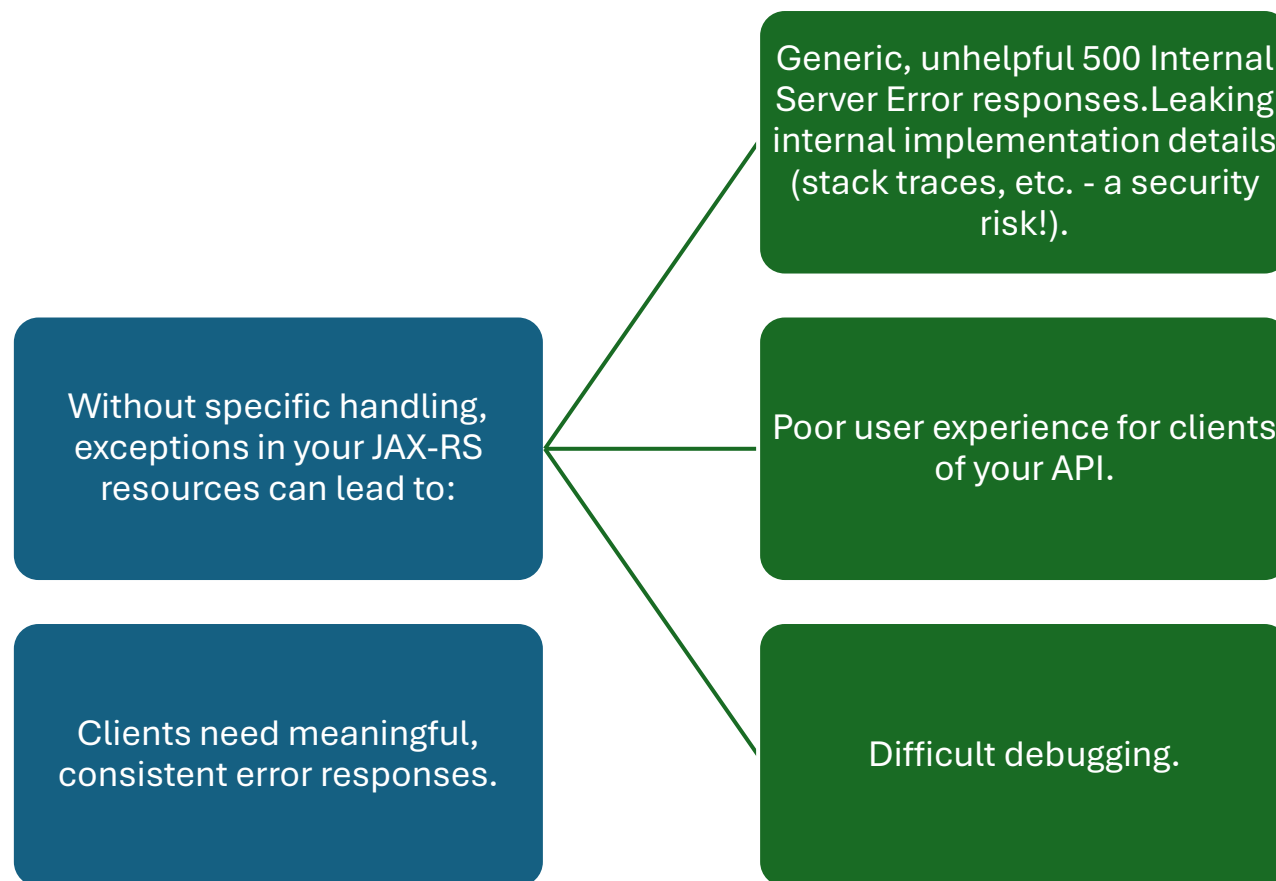 Generic, unhelpful 500 Internal
Server Error responses.Leaking
internal implementation details
(stack traces, etc. - a security
risk!).
Without specific handling,
exceptions in your JAX-RS
resources can lead to:
Poor user experience for clients
of your API.
Clients need meaningful,
consistent error responses.
Difficult debugging.